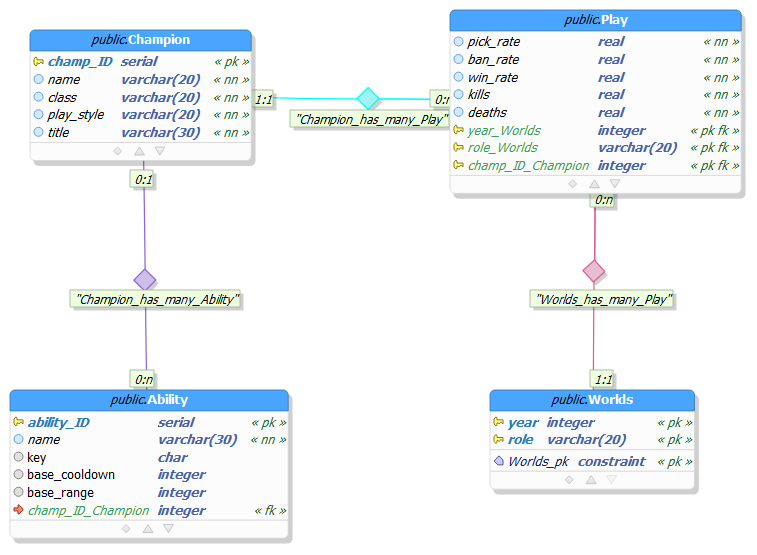 public.Champion
champ_ID serial « pk »
name varchar(20) « nn »
class varchar(20) « nn »
play_style varchar(20) « nn »
title varchar(30) « nn »
1:1
0:n
"Champion_has_many_Play"
public.Play
pick_rate real « nn »
ban_rate real « nn »
win_rate real « nn »
kills real « nn »
deaths real « nn »
year_Worlds integer « pk fk »
role_Worlds varchar(20) « pk fk »
champ_ID_Champion integer « pk fk »
0:1
"Champion_has_many_Ability"
0:n
0:n
"Worlds_has_many_Play"
1:1
public.Ability
ability_ID serial « pk »
name varchar(30) « nn »
key char
base_cooldown integer
base_range integer
champ_ID_Champion integer « fk »
public.Worlds
year integer « pk »
role varchar(20) « pk »
Worlds_pk constraint « pk »